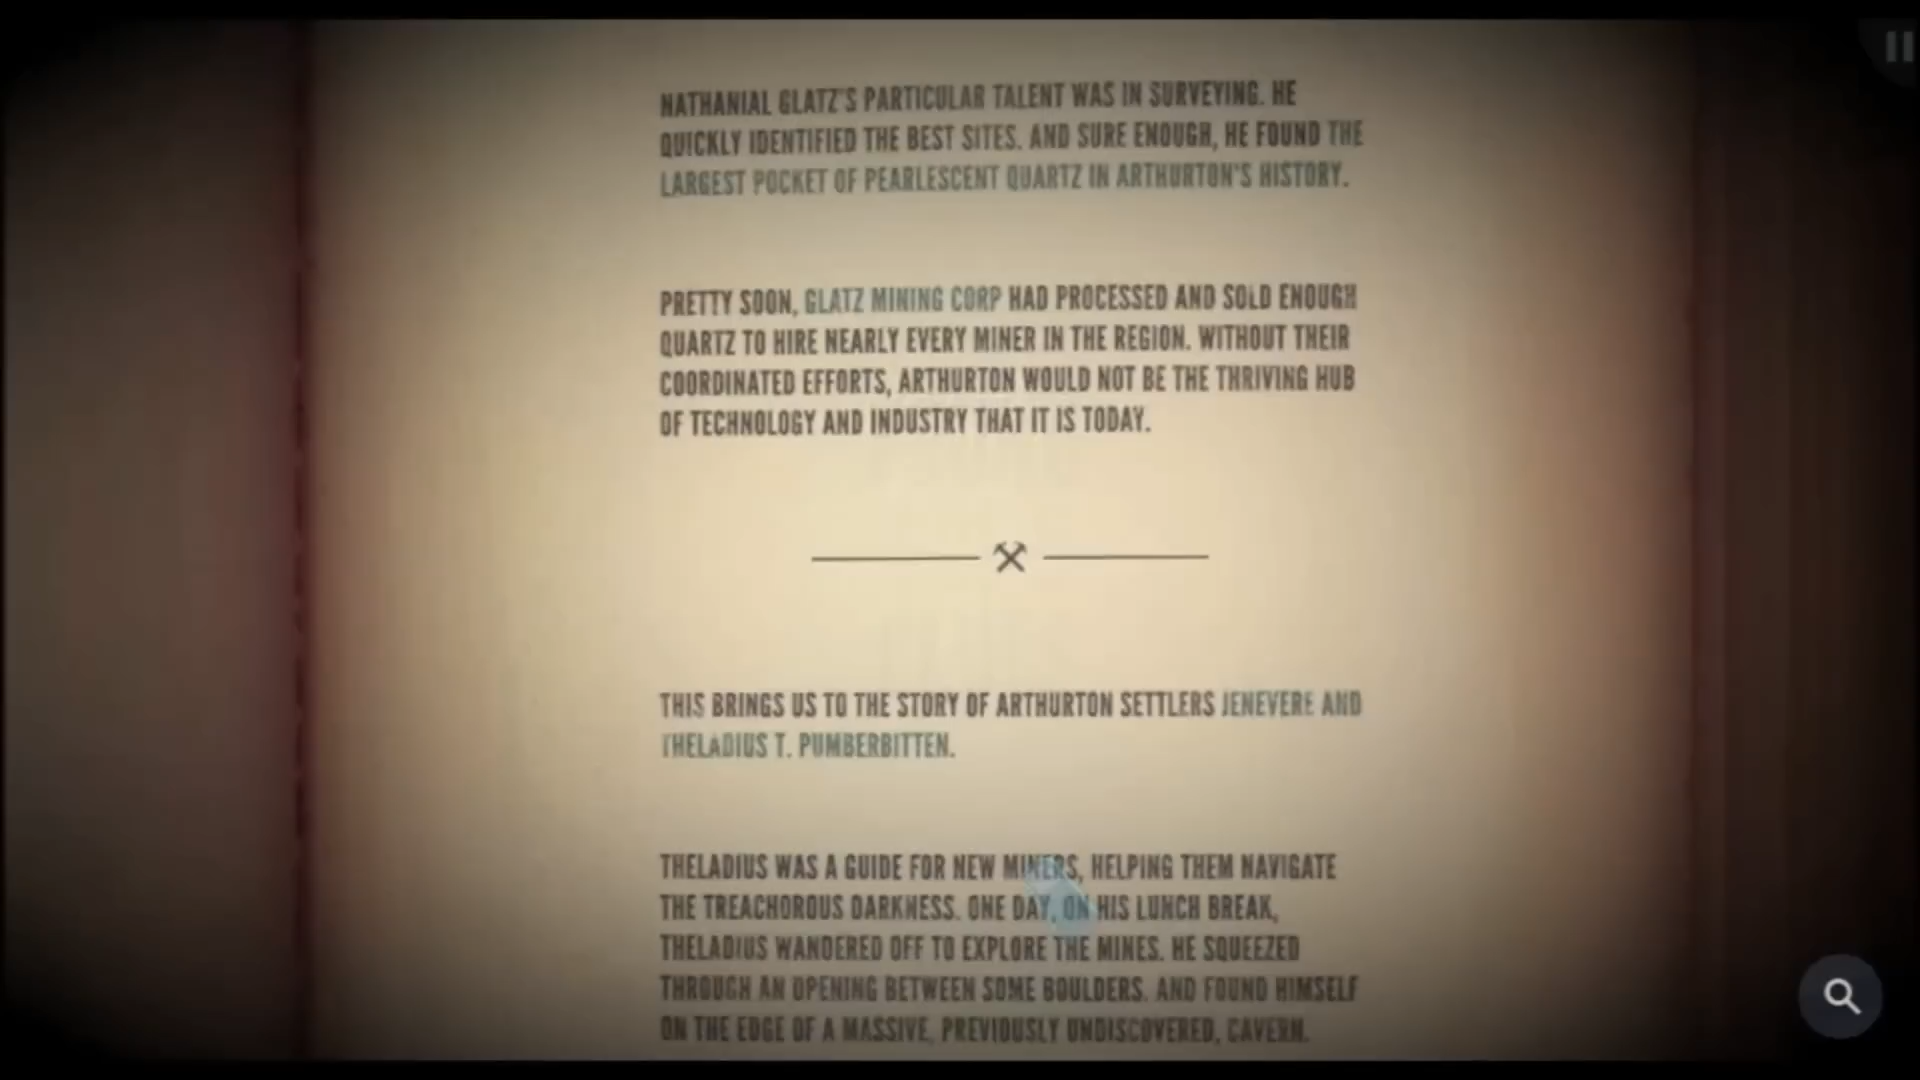 NATHANIAL GLATZ'S PARTICULAR TALENT WAS IN SURVEYING. HE
QUICKLY IDENTIFIED THE BEST SITES. AND SURE ENOUGH, HE FOUND THE
LARGEST POCKET OF PEARLESCENT QUARTZ IN ARTHURTON'S HISTORY.
PRETTY SOON, GLATZ MINING CORP HAD PROCESSED AND SOLD ENOUGH
QUARTZ TO HIRE NEARLY EVERY MINER IN THE REGION. WITHOUT THEIR
COORDINATED EFFORTS, ARTHURTON WOULD NOT BE THE THRIVING HUB
OF TECHNOLOGY AND INDUSTRY THAT IT IS TODAY.
THIS BRINGS US TO THE STORY OF ARTHURTON SETTLERS JENEVERE AND
THELADIUS T. PUMBERBITTEN.
THELADIUS WAS A GUIDE FOR NEW MINERS, HELPING THEM NAVIGATE
THE TREACHOROUS DARKNESS. ONE DAY, ON HIS LUNCH BREAK,
THELADIUS WANDERED OFF TO EXPLORE THE MINES. HE SQUEEZED
THROUGH AN OPENING BETWEEN SOME BOULDERS. AND FOUND HIMSELF
ON THE EDGE OF A MASSIVE, PREVIOUSLY UNDISCOVERED, CAVERN.